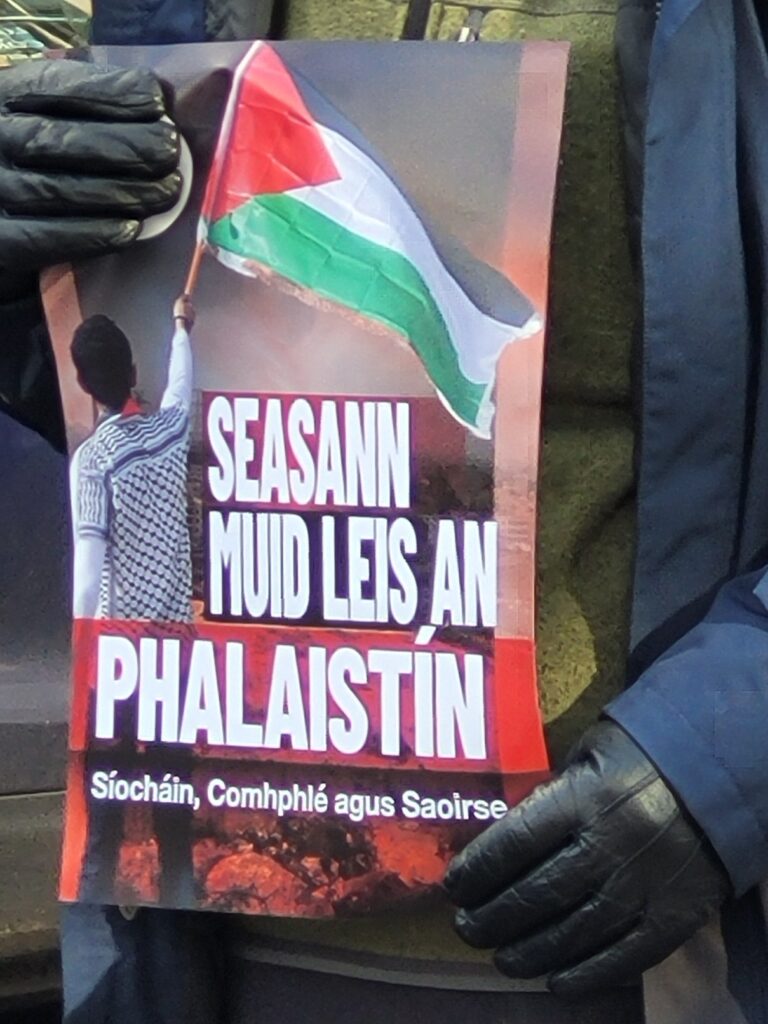 SEASANN
MUID LEIS AN
PHALAISTÍN
Síocháin, Comhphlé agus Saoirse